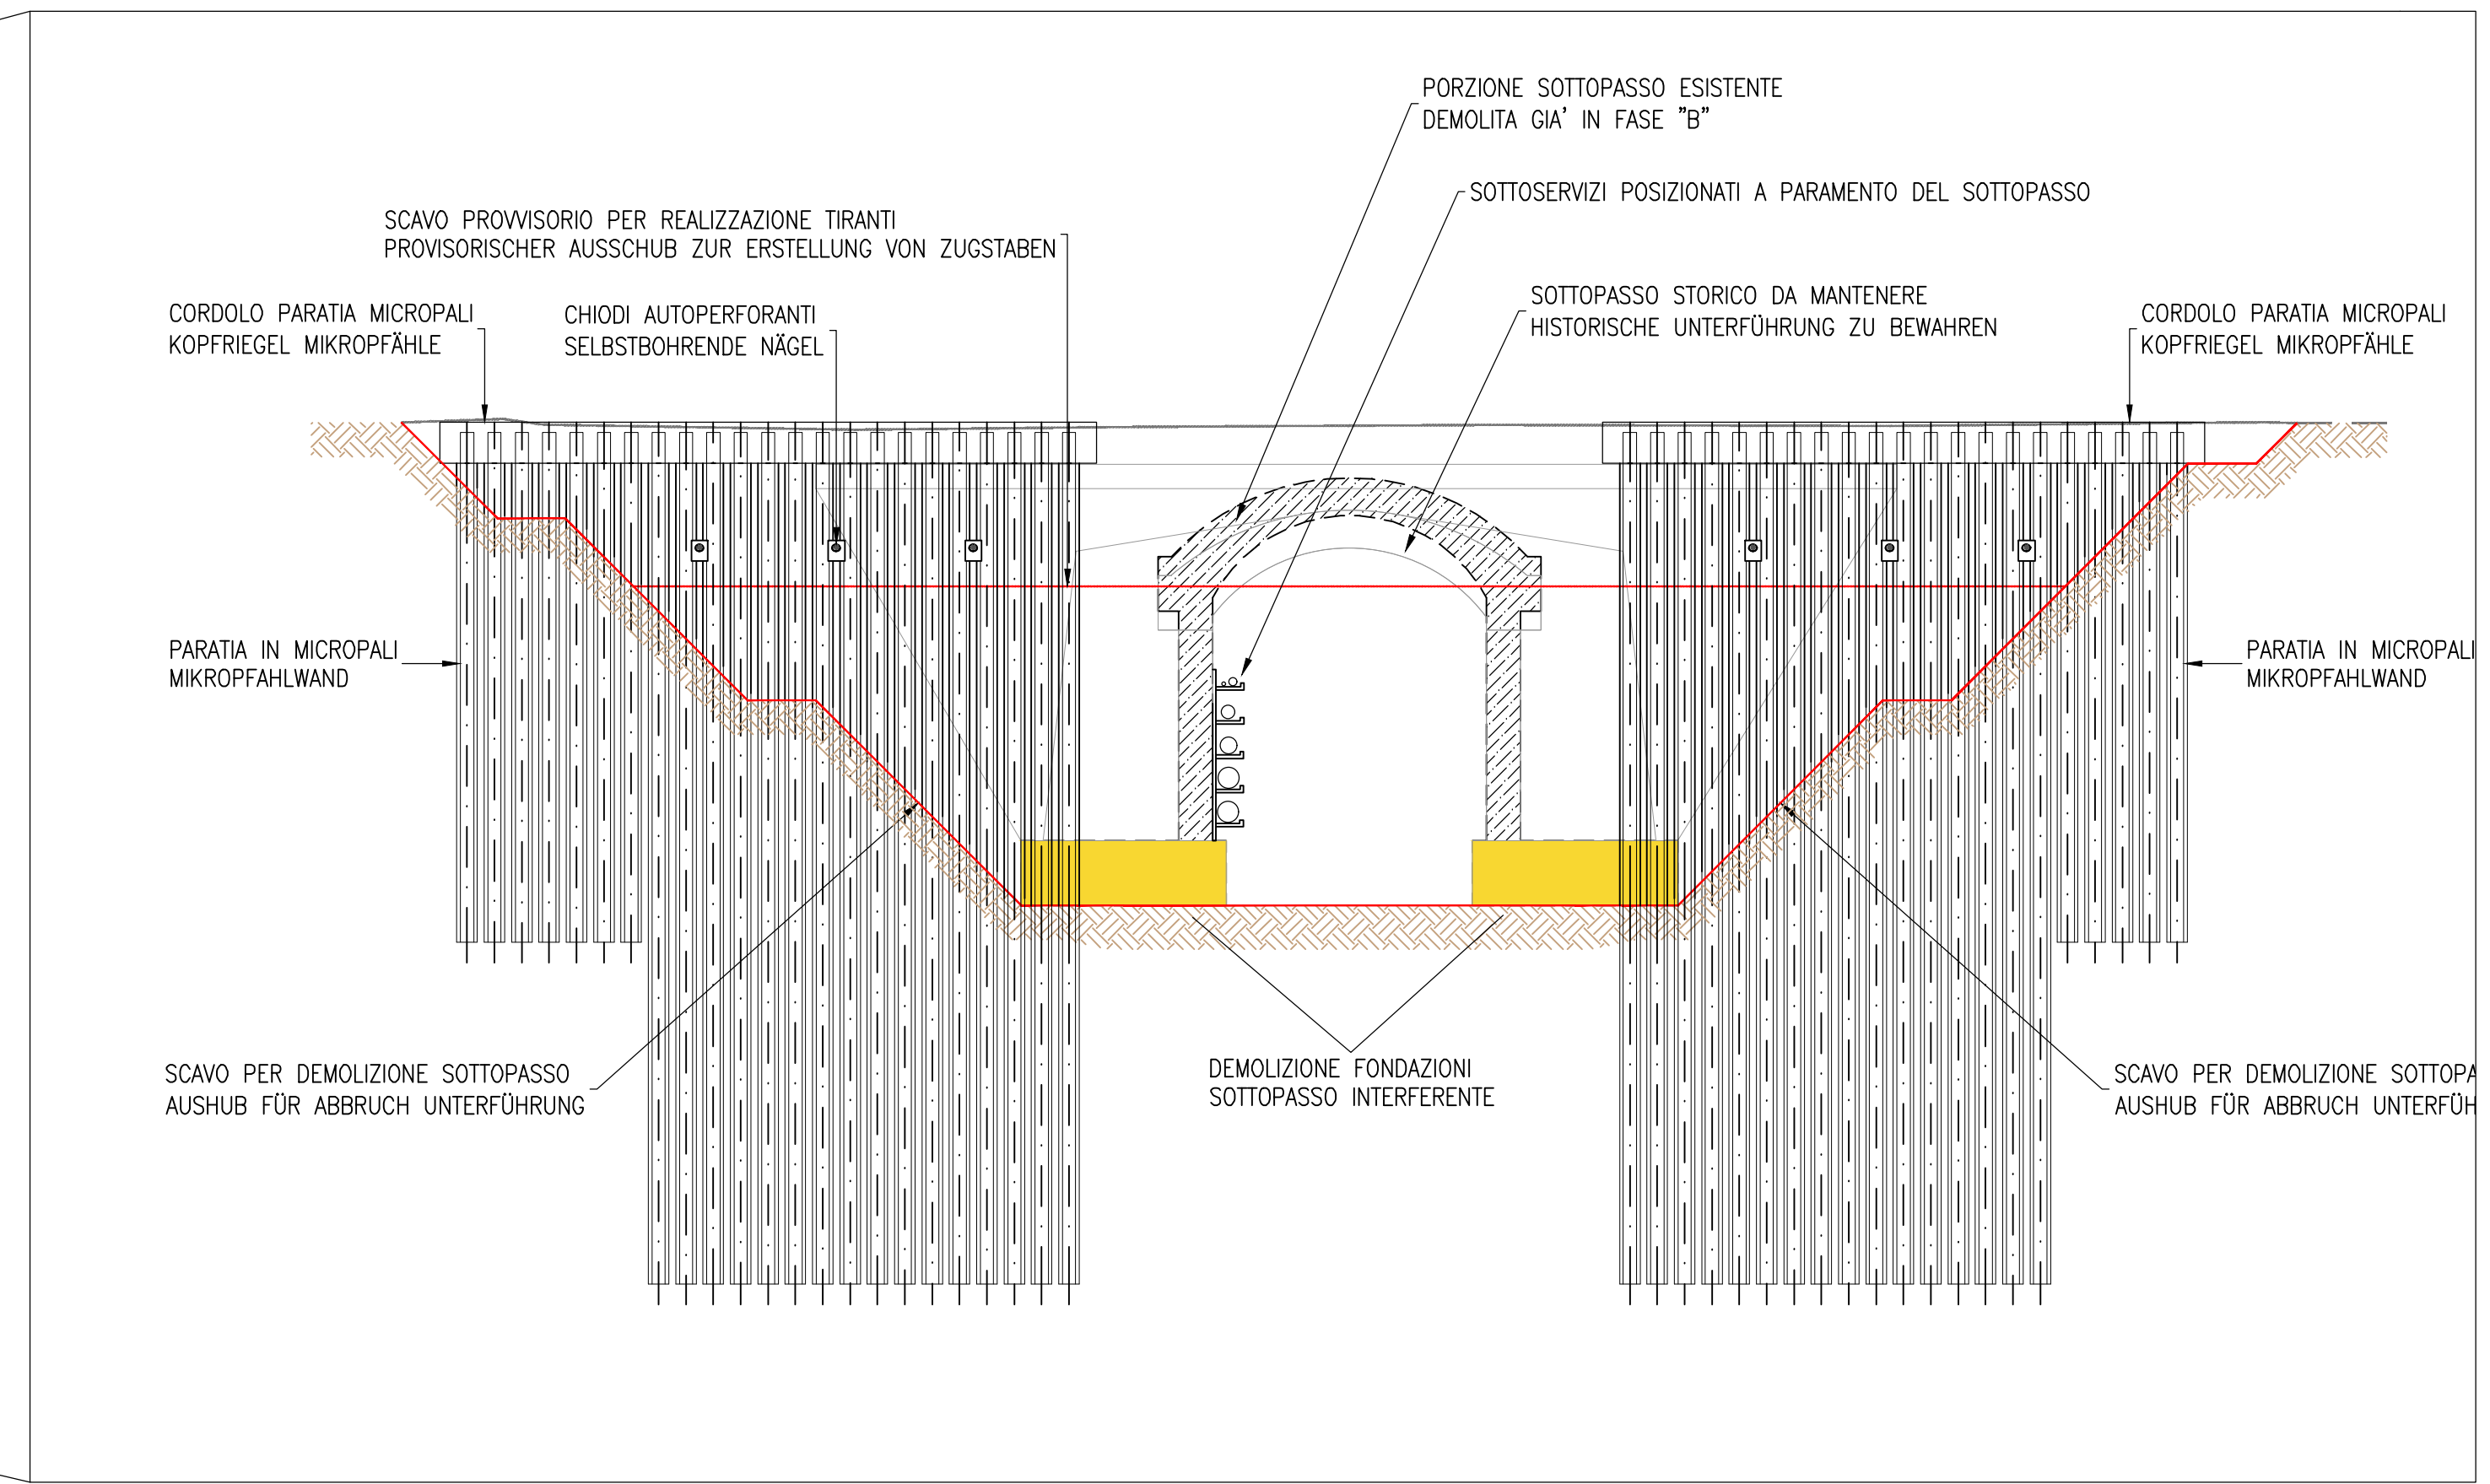 PORZIONE SOTTOPASSO ESISTENTE
DEMOLITA GIA' IN FASE "B"
SOTTOSERVIZI POSIZIONATI A PARAMENTO DEL SOTTOPASSO
SCAVO PROVVISORIO PER REALIZZAZIONE TIRANTI
PROVISORISCHER AUSSCHUB ZUR ERSTELLUNG VON ZUGSTABEN
SOTTOPASSO STORICO DA MANTENERE
HISTORISCHE UNTERFÜHRUNG ZU BEWAHREN
CORDOLO PARATIA MICROPALI
KOPFRIEGEL MIKROPFÄHLE
CHIODI AUTOPERFORANTI
SELBSTBOHRENDE NÄGEL
CORDOLO PARATIA MICROPALI
KOPFRIEGEL MIKROPFÄHLE
PARATIA IN MICROPALI
MIKROPFAHLWAND
PARATIA IN MICROPALI
MIKROPFAHLWAND
SCAVO PER DEMOLIZIONE SOTTOPASSO
AUSHUB FÜR ABBRUCH UNTERFÜHRUNG
DEMOLIZIONE FONDAZIONI
SOTTOPASSO INTERFERENTE
SCAVO PER DEMOLIZIONE SOTTOPA
AUSHUB FÜR ABBRUCH UNTERFÜH